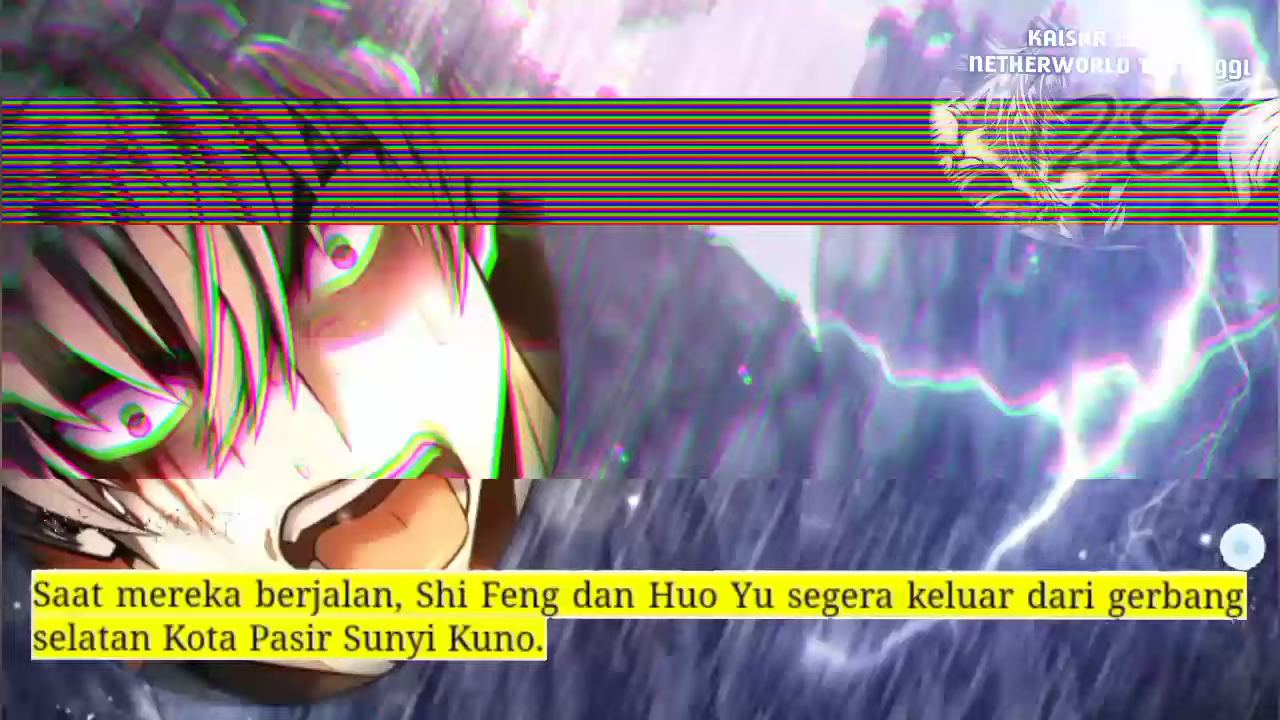 KAISAR
NETHERWORLD
28
Saat mereka berjalan, Shi Feng dan Huo Yu segera keluar dari gerbang
selatan Kota Pasir Sunyi Kuno.